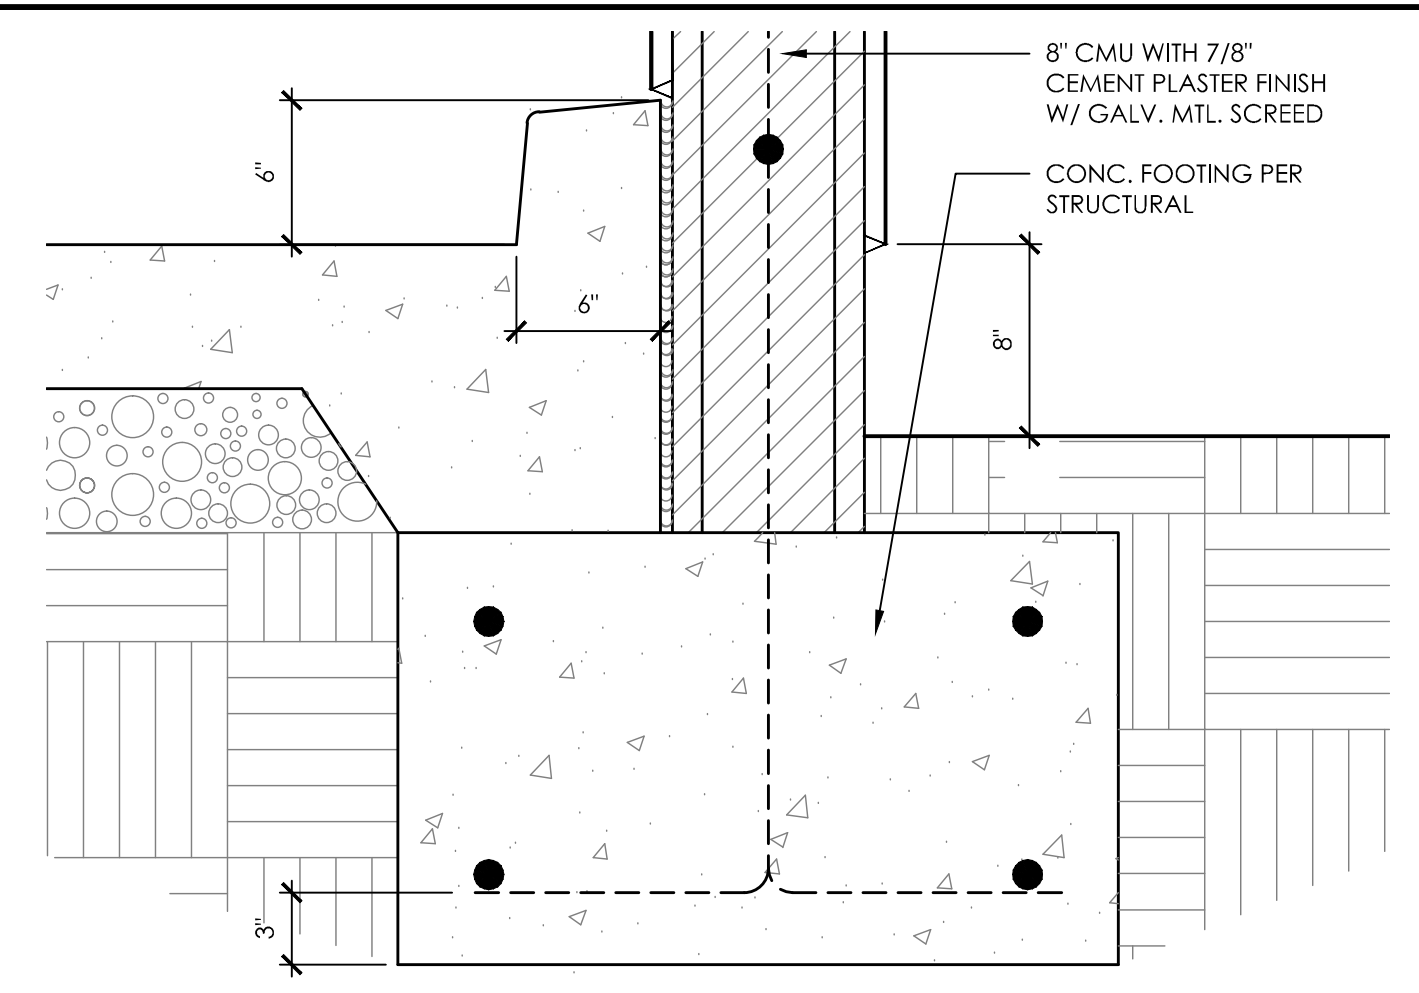 8" CMU WITH 7/8"
CEMENT PLASTER FINISH
W/ GALV. MTL. SCREED
CONC. FOOTING PER
STRUCTURAL
6"
6"
8"
3"